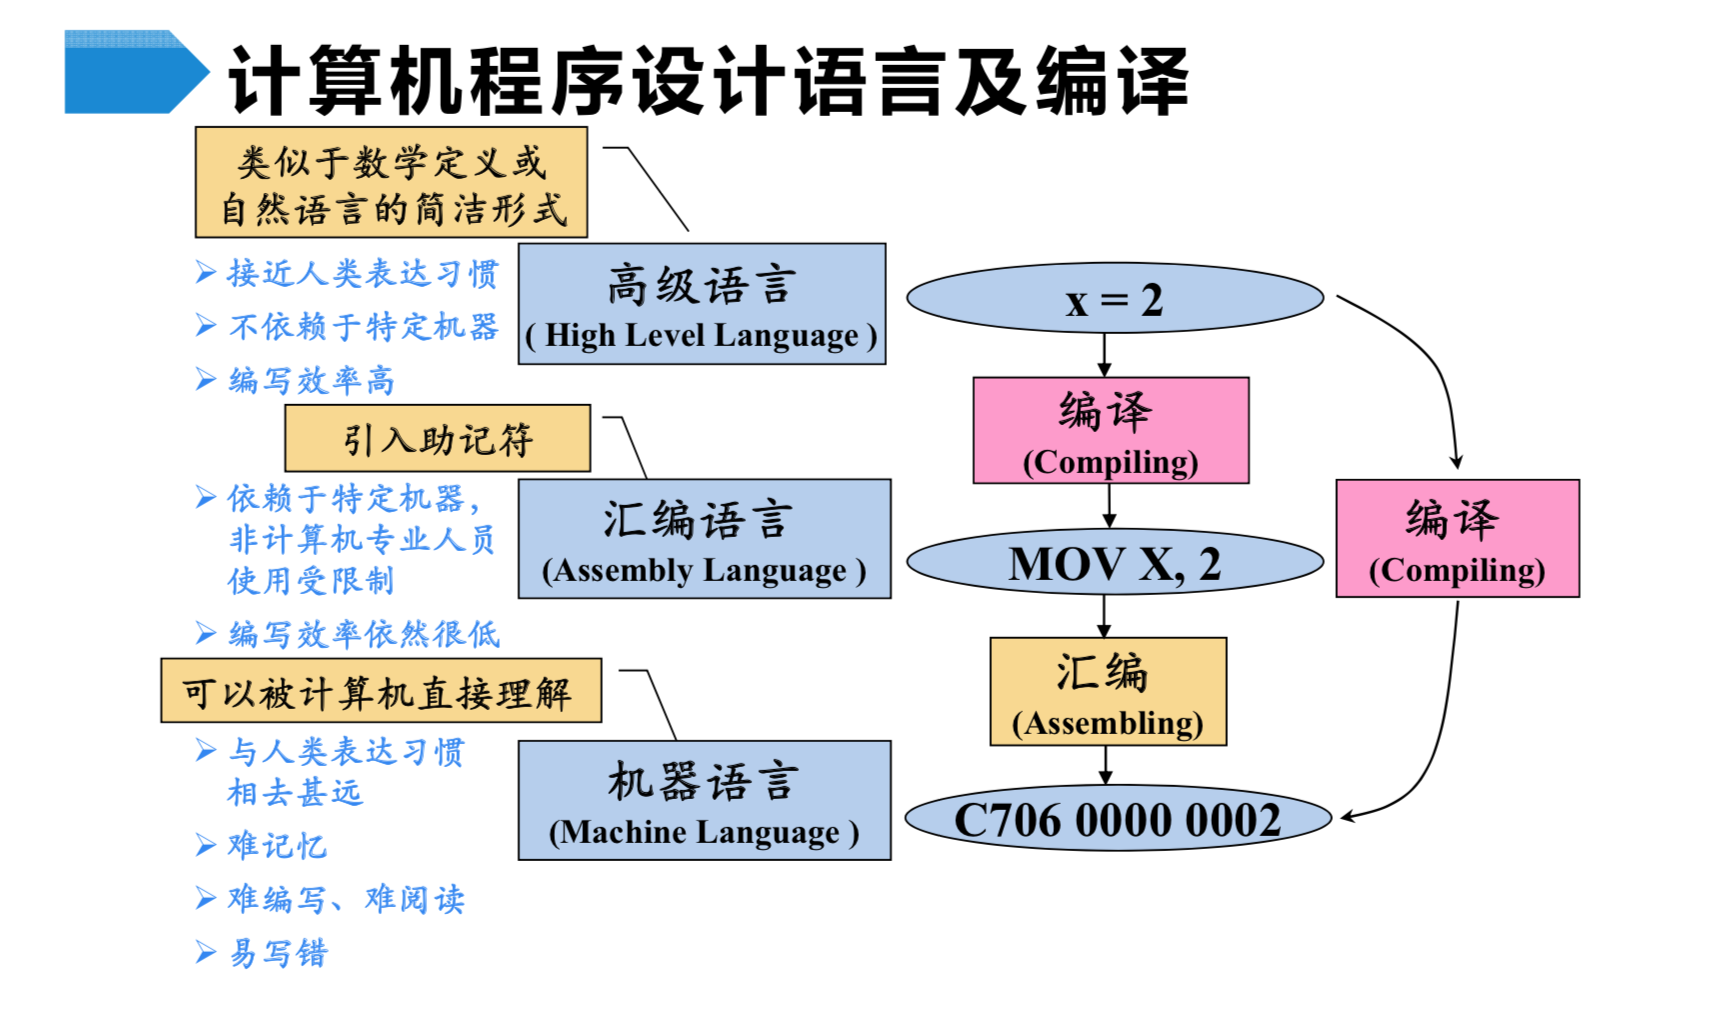 计算机程序设计语言及编译
类似于数学定义或
自然语言的简洁形式
接近人类表达习惯
不依赖于特定机器
编写效率高
高级语言
( High Level Language )
x = 2
编译
(Compiling)
引入助记符
依赖于特定机器，
非计算机专业人员
使用受限制
编写效率依然很低
汇编语言
(Assembly Language )
MOV X, 2
编译
(Compiling)
汇编
(Assembling)
可以被计算机直接理解
与人类表达习惯
相去甚远
难记忆
难编写、难阅读
易写错
机器语言
(Machine Language )
C706 0000 0002